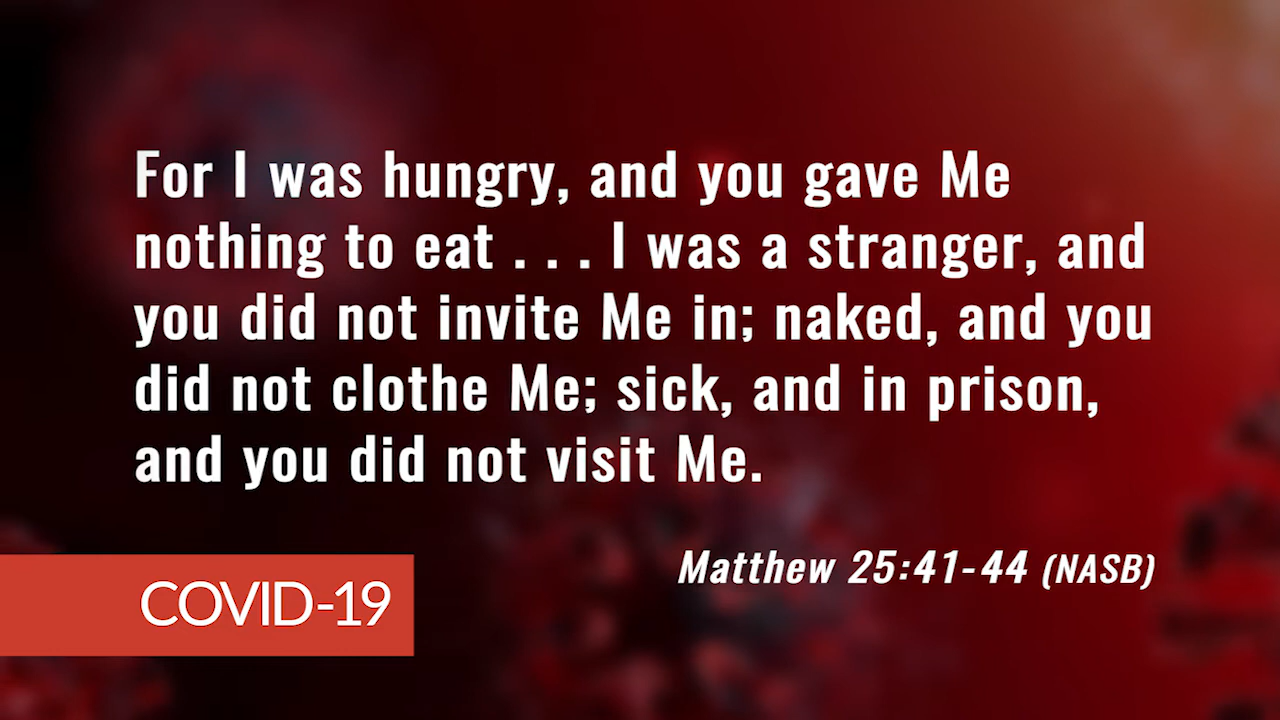 For I was hungry, and you gave Me
nothing to eat . . . I was a stranger, and
you did not invite Me in; naked, and you
did not clothe Me; sick, and in prison,
and you did not visit Me.
Matthew 25:41-44 (NASB)
COVID-19